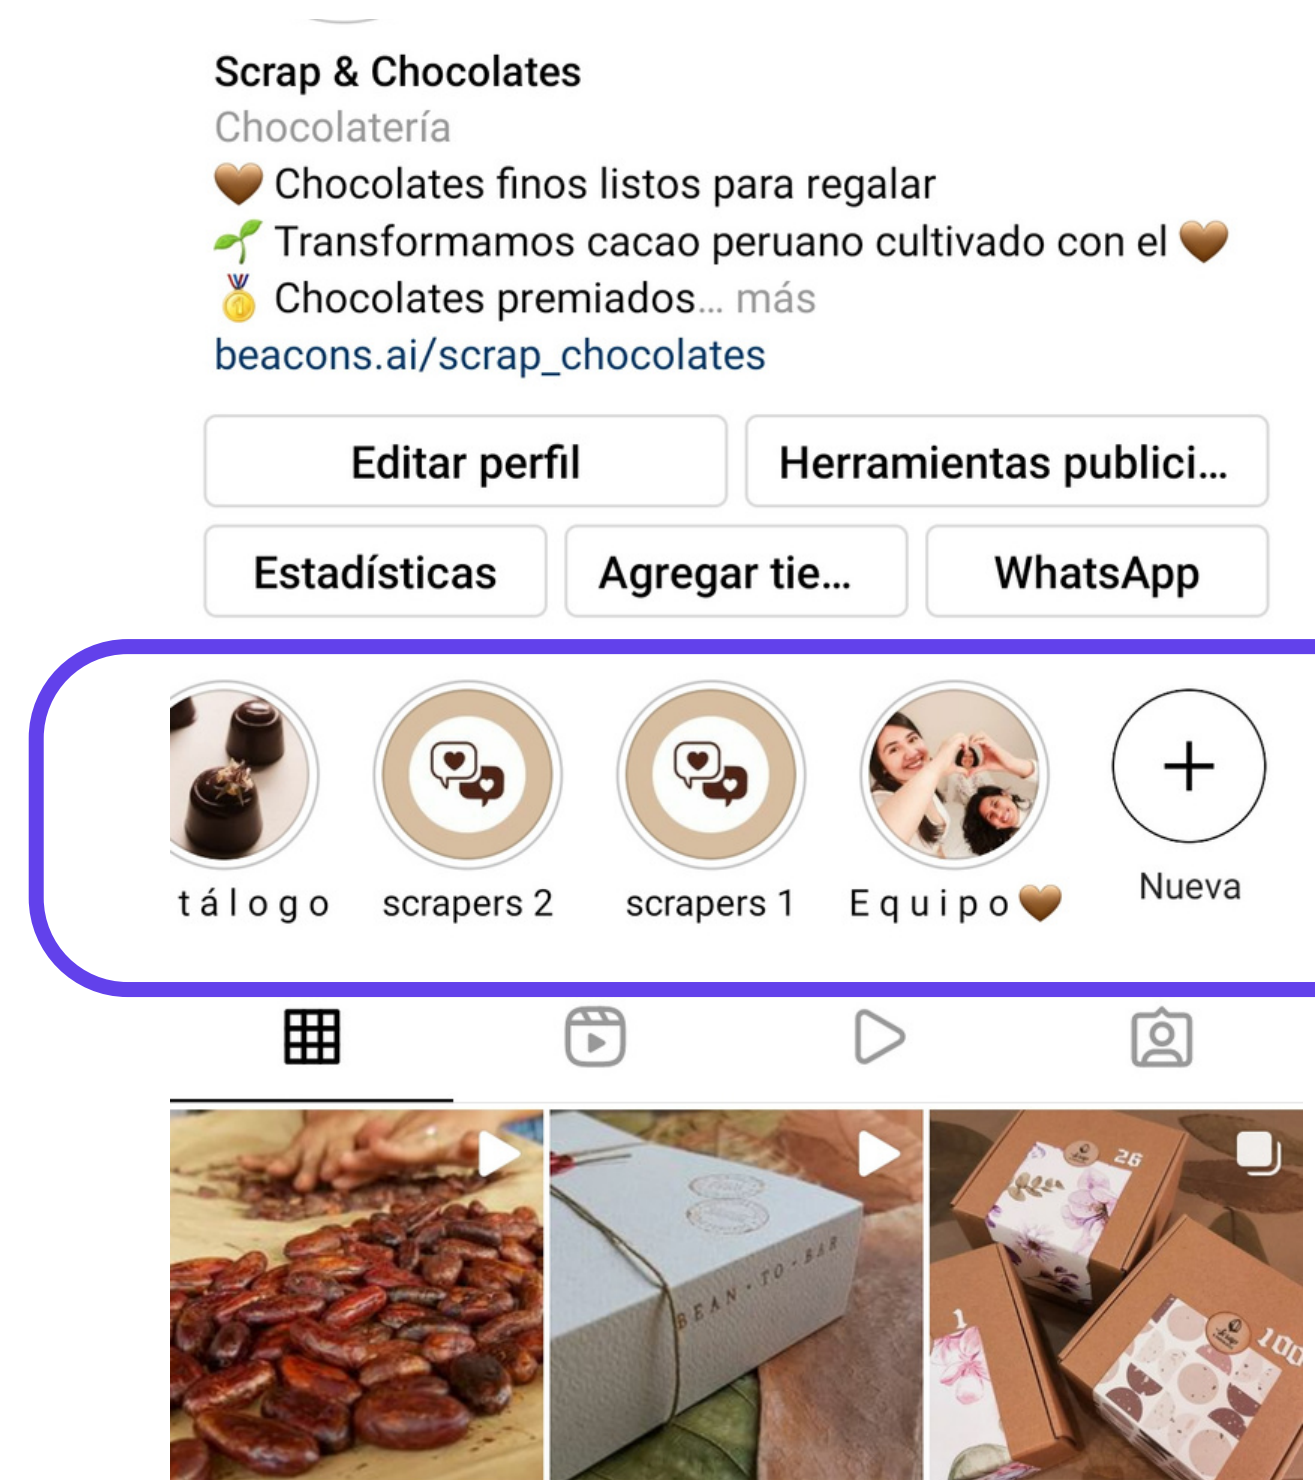 Scrap & Chocolates
Chocolatería
🤎 Chocolates finos listos para regalar
🌱 Transformamos cacao peruano cultivado con el 🤎
🏅 Chocolates premiados... más
beacons.ai/scrap_chocolates
Editar perfil
Herramientas publici...
Estadísticas
Agregar tie...
WhatsApp
tálogo
scrapers 2
scrapers 1
Equipo🤎
Nueva
BEAN · TO · BAR
26
1
100